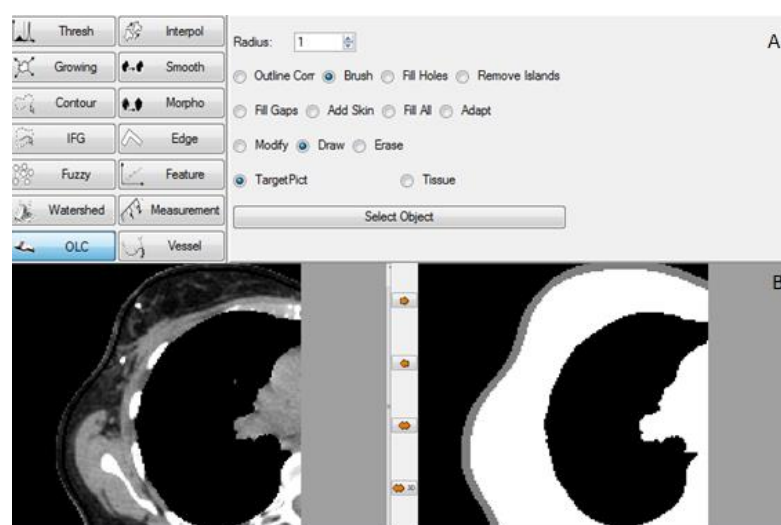 Thresh Interpol
Growing Smooth
Contour Morpho
IFG Edge
Fuzzy Feature
Watershed Measurement
OLC Vessel
Radius: 1
Outline Corr Brush Fill Holes Remove Islands
Fill Gaps Add Skin Fill All Adapt
Modify Draw Erase
TargetPict Tissue
Select Object
A
B
3D